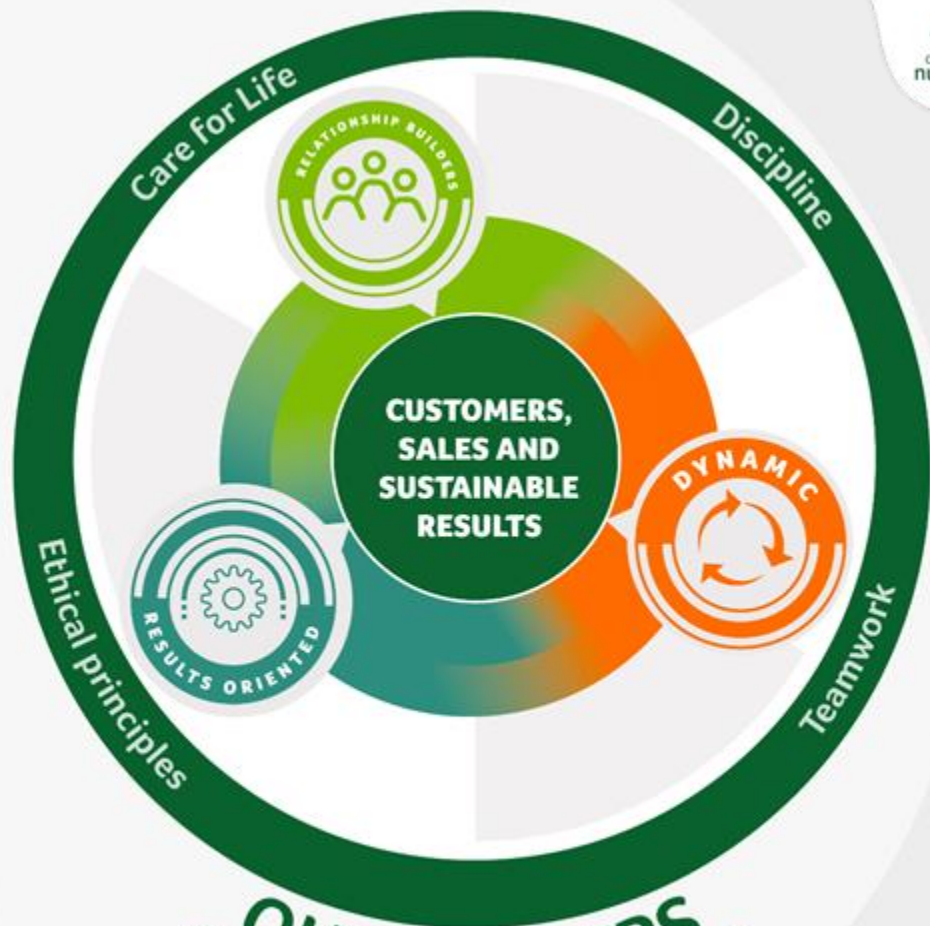 Care for Life
Discipline
RELATIONSHIP BUILDERS
CUSTOMERS,
SALES AND
SUSTAINABLE
RESULTS
DYNAMIC
RESULTS ORIENTED
Ethical principles
Teamwork